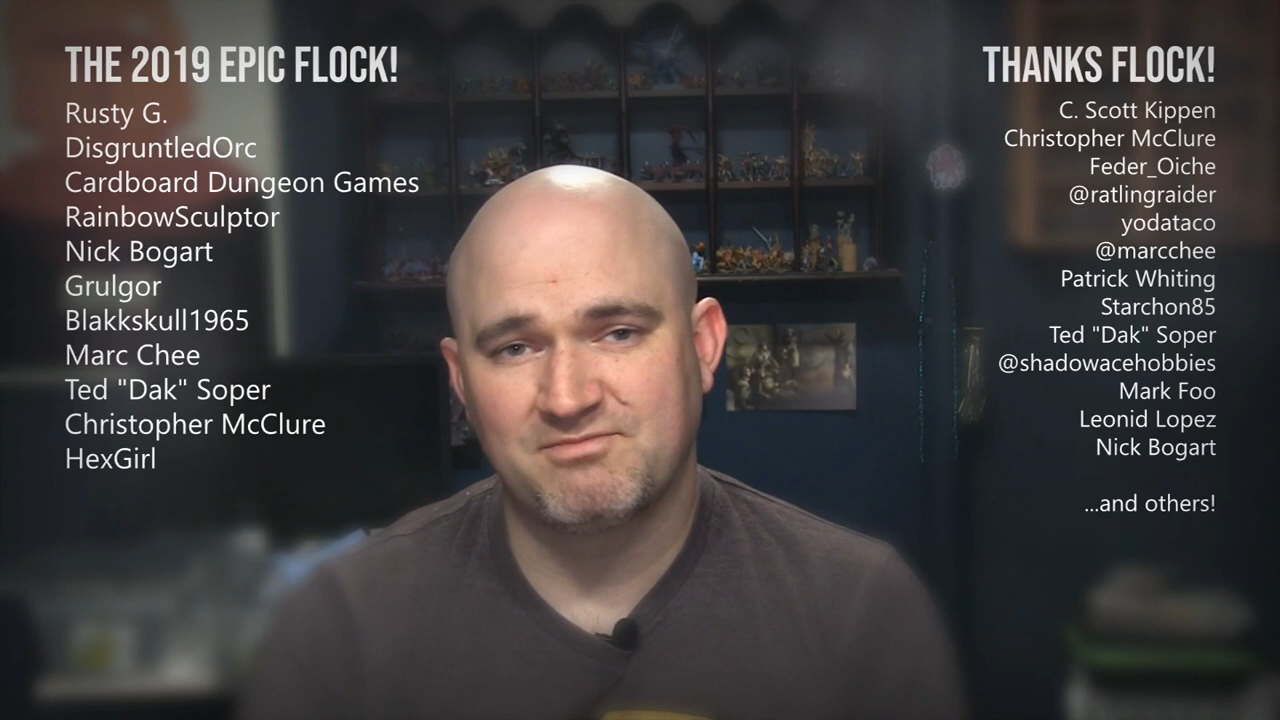 THE 2019 EPIC FLOCK!
Rusty G.
DisgruntledOrc
Cardboard Dungeon Games
RainbowSculptor
Nick Bogart
Grulgor
Blakkskull1965
Marc Chee
Ted "Dak" Soper
Christopher McClure
HexGirl
THANKS FLOCK!
C. Scott Kippen
Christopher McClure
Feder_Oiche
@ratlingraider
yodataco
@marcchee
Patrick Whiting
Starchon85
Ted "Dak" Soper
@shadowacehobbies
Mark Foo
Leonid Lopez
Nick Bogart
...and others!